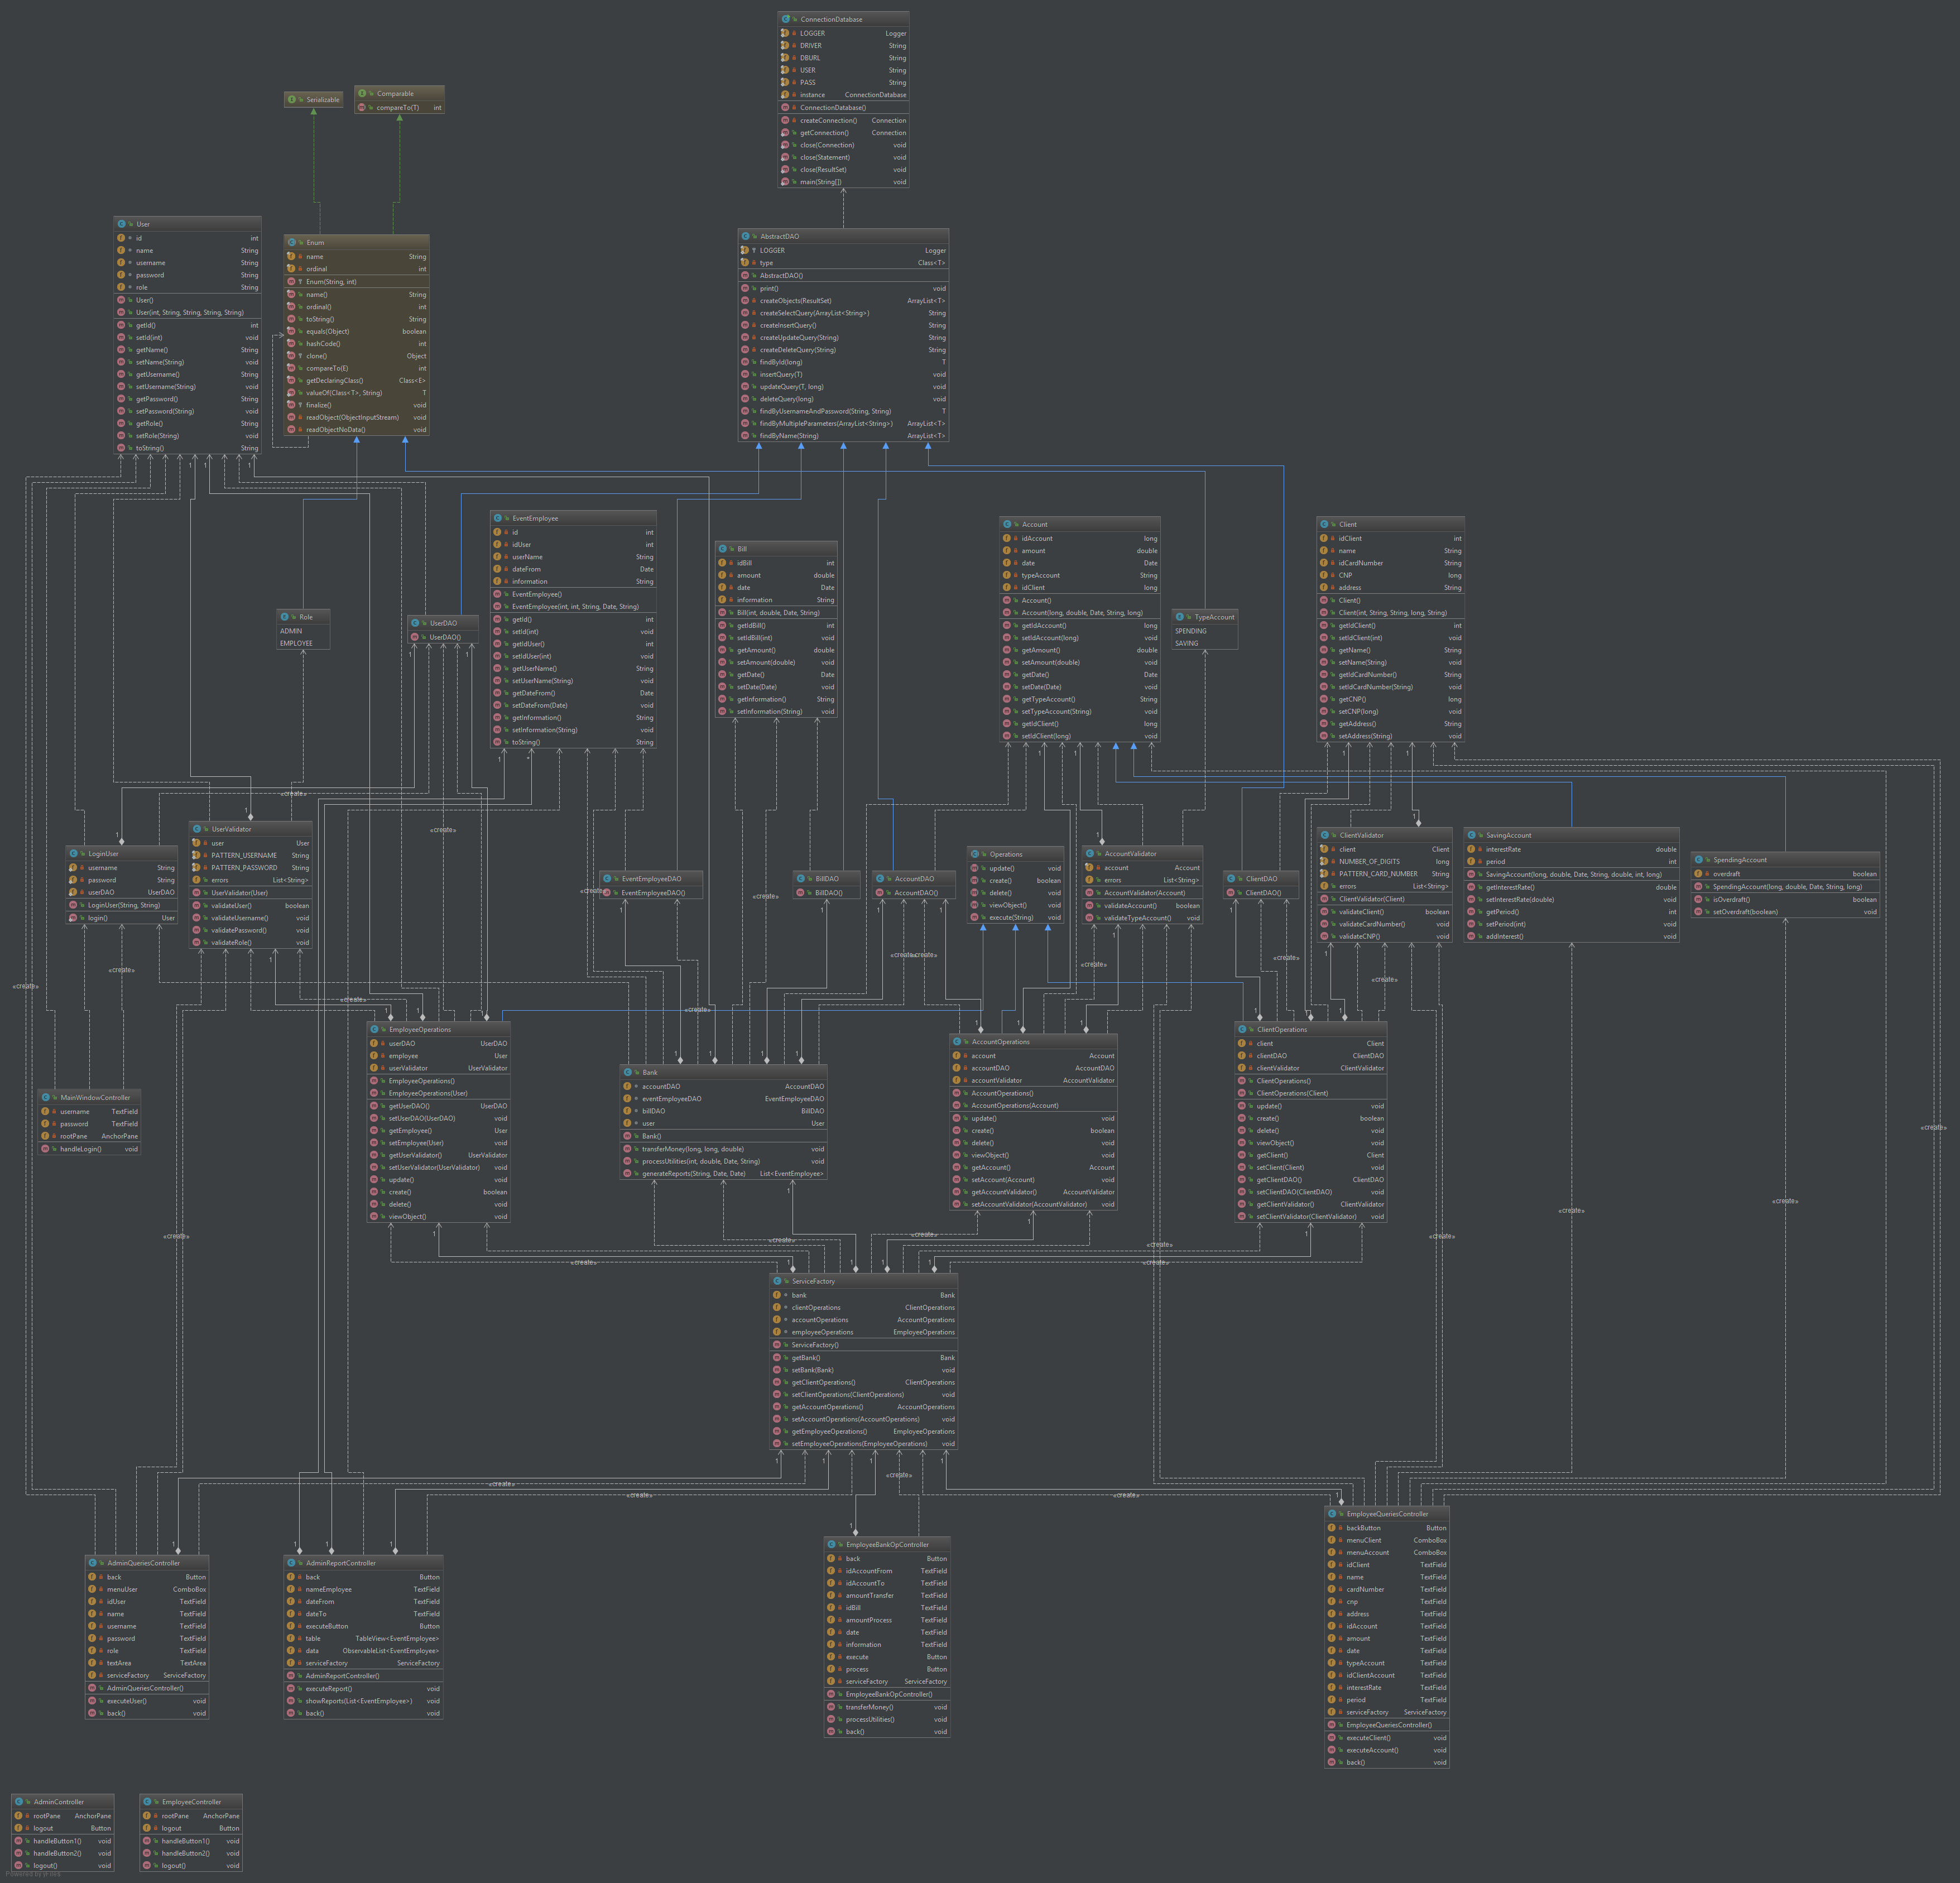 ConnectionDatabase
LOGGER Logger
DRIVER String
DBURL String
USER String
PASS String
instance ConnectionDatabase
ConnectionDatabase()
createConnection() Connection
getConnection() Connection
close(Connection) void
close(Statement) void
close(ResultSet) void
main(String[]) void
Serializable
Comparable
compareTo(T) int
User
id int
name String
username String
password String
role String
User()
User(int, String, String, String, String)
getId() int
setId(int) void
getName() String
setName(String) void
getUsername() String
setUsername(String) void
getPassword() String
setPassword(String) void
getRole() String
setRole(String) void
toString() String
Enum
name String
ordinal int
Enum(String, int)
name() String
ordinal() int
toString() String
equals(Object) boolean
hashCode() int
clone() Object
compareTo(E) int
getDeclaringClass() Class<E>
valueOf(Class<T>, String) T
finalize() void
readObject(ObjectInputStream) void
readObjectNoData() void
AbstractDAO
LOGGER Logger
type Class<T>
AbstractDAO()
print() void
createObjects(ResultSet) ArrayList<T>
createSelectQuery(ArrayList<String>) String
createInsertQuery() String
createUpdateQuery(String) String
createDeleteQuery(String) String
findById(long) T
insertQuery(T) void
updateQuery(T, long) void
deleteQuery(long) void
findByUsernameAndPassword(String, String) T
findByMultipleParameters(ArrayList<String>) ArrayList<T>
findByName(String) ArrayList<T>
1 1 1
EventEmployee
id int
idUser int
userName String
dateFrom Date
information String
EventEmployee()
EventEmployee(int, int, String, Date, String)
getId() int
setId(int) void
getIdUser() int
setIdUser(int) void
getUserName() String
setUserName(String) void
getDateFrom() Date
setDateFrom(Date) void
getInformation() String
setInformation(String) void
toString() String
Bill
idBill int
amount double
date Date
information String
Bill(int, double, Date, String)
getIdBill() int
setIdBill(int) void
getAmount() double
setAmount(double) void
getDate() Date
setDate(Date) void
getInformation() String
setInformation(String) void
Account
idAccount long
amount double
date Date
typeAccount String
idClient long
Account()
Account(long, double, Date, String, long)
getIdAccount() long
setIdAccount(long) void
getAmount() double
setAmount(double) void
getDate() Date
setDate(Date) void
getTypeAccount() String
setTypeAccount(String) void
getIdClient() long
setIdClient(long) void
Client
idClient int
name String
idCardNumber String
CNP long
address String
Client()
Client(int, String, String, long, String)
getIdClient() int
setIdClient(int) void
getName() String
setName(String) void
getIdCardNumber() String
setIdCardNumber(String) void
getCNP() long
setCNP(long) void
getAddress() String
setAddress(String) void
Role
ADMIN
EMPLOYEE
UserDAO
UserDAO()
TypeAccount
SPENDING
SAVING
1 1
1 * 1 1 1 1
«create»
«create»
LoginUser
username String
password String
userDAO UserDAO
LoginUser(String, String)
login() User
UserValidator
user User
PATTERN_USERNAME String
PATTERN_PASSWORD String
errors List<String>
UserValidator(User)
validateUser() boolean
validateUsername() void
validatePassword() void
validateRole() void
EventEmployeeDAO
EventEmployeeDAO()
«create»
«create»
BillDAO
BillDAO()
AccountDAO
AccountDAO()
Operations
update() void
create() boolean
delete() void
viewObject() void
execute(String) void
AccountValidator
account Account
errors List<String>
AccountValidator(Account)
validateAccount() boolean
validateTypeAccount() void
ClientDAO
ClientDAO()
ClientValidator
client Client
NUMBER_OF_DIGITS long
PATTERN_CARD_NUMBER String
errors List<String>
ClientValidator(Client)
validateClient() boolean
validateCardNumber() void
validateCNP() void
SavingAccount
interestRate double
period int
SavingAccount(long, double, Date, String, double, int, long)
getInterestRate() double
setInterestRate(double) void
getPeriod() int
setPeriod(int) void
addInterest() void
SpendingAccount
overdraft boolean
SpendingAccount(long, double, Date, String, long)
isOverdraft() boolean
setOverdraft(boolean) void
«create»
«create»
«create»
«create»
«create»
«create»
«create»
«create»
«create»
«create»
MainWindowController
username TextField
password TextField
rootPane AnchorPane
handleLogin() void
EmployeeOperations
userDAO UserDAO
employee User
userValidator UserValidator
EmployeeOperations()
EmployeeOperations(User)
getUserDAO() UserDAO
setUserDAO(UserDAO) void
getEmployee() User
setEmployee(User) void
getUserValidator() UserValidator
setUserValidator(UserValidator) void
update() void
create() boolean
delete() void
viewObject() void
Bank
accountDAO AccountDAO
eventEmployeeDAO EventEmployeeDAO
billDAO BillDAO
user User
Bank()
transferMoney(long, long, double) void
processUtilities(int, double, Date, String) void
generateReports(String, Date, Date) List<EventEmployee>
AccountOperations
account Account
accountDAO AccountDAO
accountValidator AccountValidator
AccountOperations()
AccountOperations(Account)
update() void
create() boolean
delete() void
viewObject() void
getAccount() Account
setAccount(Account) void
getAccountValidator() AccountValidator
setAccountValidator(AccountValidator) void
ClientOperations
client Client
clientDAO ClientDAO
clientValidator ClientValidator
ClientOperations()
ClientOperations(Client)
update() void
create() boolean
delete() void
viewObject() void
getClient() Client
setClient(Client) void
getClientDAO() ClientDAO
setClientDAO(ClientDAO) void
getClientValidator() ClientValidator
setClientValidator(ClientValidator) void
«create»
«create»
«create»
«create»
«create»
«create»
«create»
«create»
ServiceFactory
bank Bank
clientOperations ClientOperations
accountOperations AccountOperations
employeeOperations EmployeeOperations
ServiceFactory()
getBank() Bank
setBank(Bank) void
getClientOperations() ClientOperations
setClientOperations(ClientOperations) void
getAccountOperations() AccountOperations
setAccountOperations(AccountOperations) void
getEmployeeOperations() EmployeeOperations
setEmployeeOperations(EmployeeOperations) void
1 1 1 1
«create»
«create»
«create»
«create»
AdminQueriesController
back Button
menuUser ComboBox
idUser TextField
name TextField
username TextField
password TextField
role TextField
textArea TextArea
serviceFactory ServiceFactory
AdminQueriesController()
executeUser() void
back() void
AdminReportController
back Button
nameEmployee TextField
dateFrom TextField
dateTo TextField
executeButton Button
table TableView<EventEmployee>
data ObservableList<EventEmployee>
serviceFactory ServiceFactory
AdminReportController()
executeReport() void
showReports(List<EventEmployee>) void
back() void
EmployeeBankOpController
back Button
idAccountFrom TextField
idAccountTo TextField
amountTransfer TextField
idBill TextField
amountProcess TextField
date TextField
information TextField
execute Button
process Button
serviceFactory ServiceFactory
EmployeeBankOpController()
transferMoney() void
processUtilities() void
back() void
EmployeeQueriesController
backButton Button
menuClient ComboBox
menuAccount ComboBox
idClient TextField
name TextField
cardNumber TextField
cnp TextField
address TextField
idAccount TextField
amount TextField
date TextField
typeAccount TextField
idClientAccount TextField
interestRate TextField
period TextField
serviceFactory ServiceFactory
EmployeeQueriesController()
executeClient() void
executeAccount() void
back() void
AdminController
rootPane AnchorPane
logout Button
handleButton1() void
handleButton2() void
logout() void
EmployeeController
rootPane AnchorPane
logout Button
handleButton1() void
handleButton2() void
logout() void
Powered by yFiles